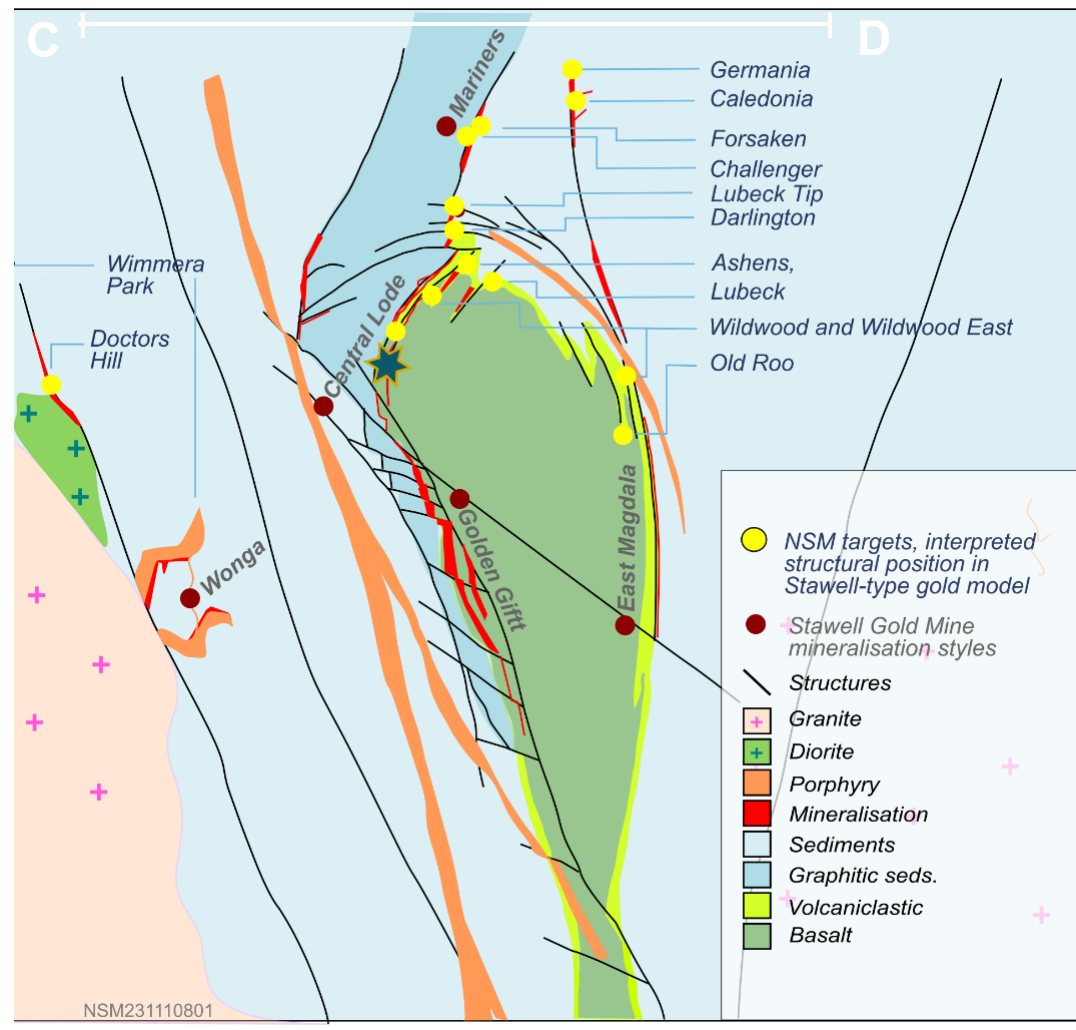 C
D
Mariners
Germania
Caledonia
Forsaken
Challenger
Lubeck Tip
Darlington
Ashens,
Lubeck
Wildwood and Wildwood East
Old Roo
Wimmera
Park
Doctors
Hill
Central Lode
Wonga
Golden Giftt
East Magdala
NSM targets, interpreted
structural position in
Stawell-type gold model
Stawell Gold Mine
mineralisation styles
Structures
Granite
Diorite
Porphyry
Mineralisation
Sediments
Graphitic seds.
Volcaniclastic
Basalt
NSM231110801